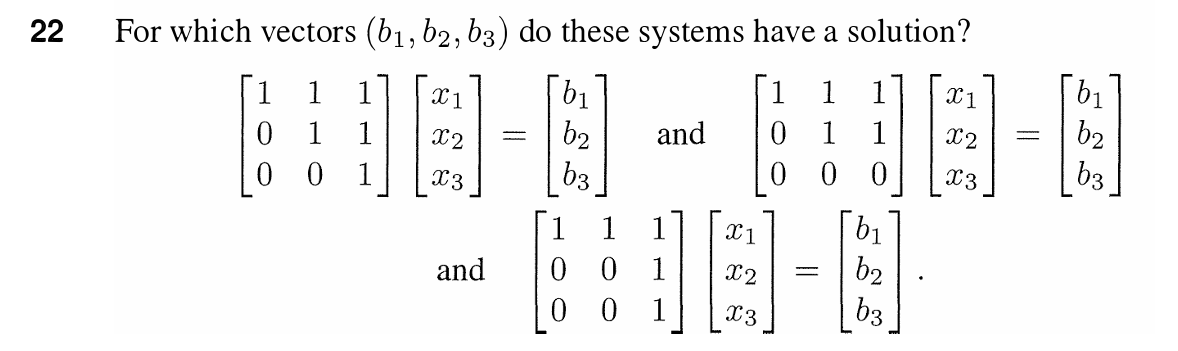 22 For which vectors (b₁, b₂, b₃) do these systems have a solution?
[1 1 1; 0 1 1; 0 0 1] [x₁; x₂; x₃] = [b₁; b₂; b₃] and [1 1 1; 0 1 1; 0 0 0] [x₁; x₂; x₃] = [b₁; b₂; b₃]
and [1 1 1; 0 0 1; 0 0 1] [x₁; x₂; x₃] = [b₁; b₂; b₃].